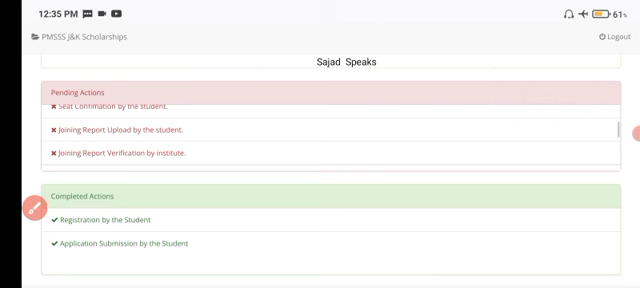 12:35 PM
61%
PMSSS J&K Scholarships
Logout
Sajad Speaks
Pending Actions
✖ Seat Confimation by the student.
✖ Joining Report Upload by the student.
✖ Joining Report Verification by institute.
Completed Actions
✔ Registration by the Student
✔ Application Submission by the Student